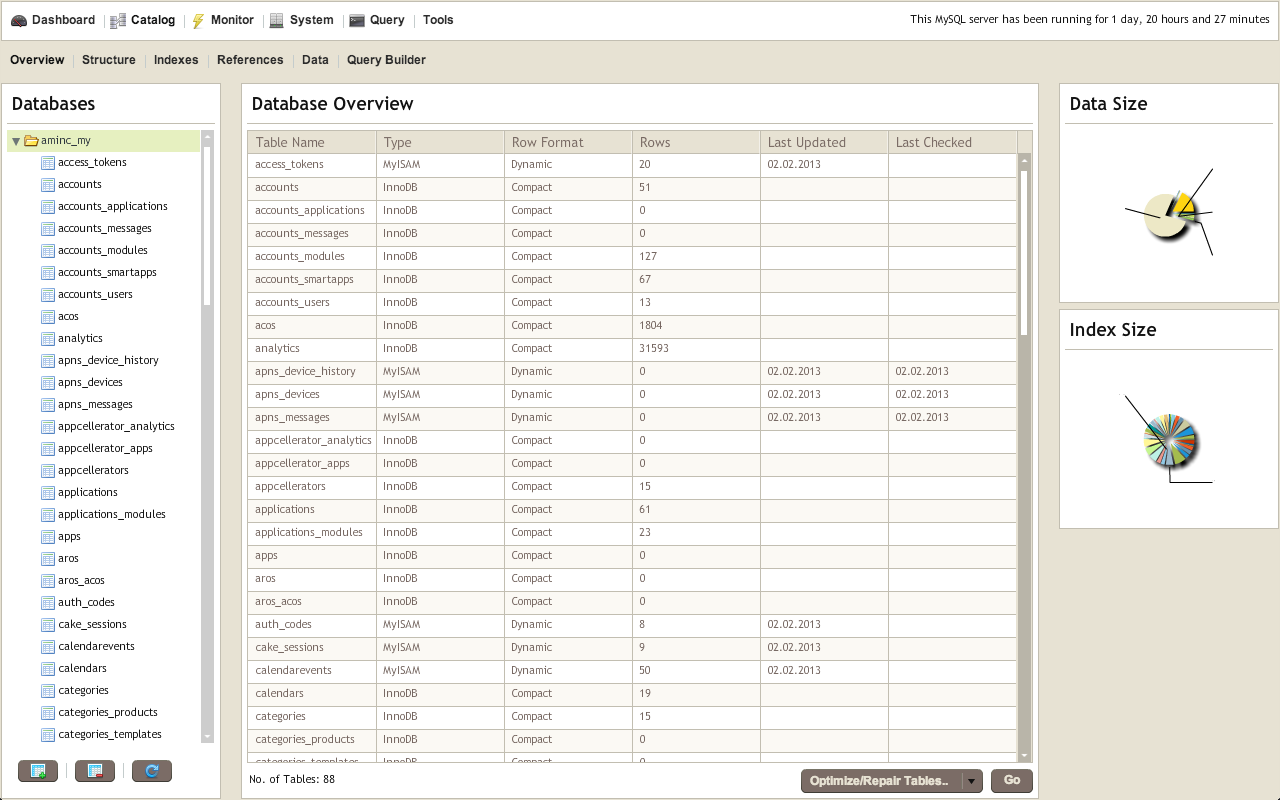 Dashboard Catalog Monitor System Query Tools This MySQL server has been running for 1 day, 20 hours and 27 minutes
Overview Structure Indexes References Data Query Builder
Databases
aminc_my
access_tokens
accounts
accounts_applications
accounts_messages
accounts_modules
accounts_smartapps
accounts_users
acos
analytics
apns_device_history
apns_devices
apns_messages
appcellerator_analytics
appcellerator_apps
appcellerators
applications
applications_modules
apps
aros
aros_acos
auth_codes
cake_sessions
calendarevents
calendars
categories
categories_products
categories_templates
Database Overview
Table Name Type Row Format Rows Last Updated Last Checked
access_tokens MyISAM Dynamic 20 02.02.2013
accounts InnoDB Compact 51
accounts_applications InnoDB Compact 0
accounts_messages InnoDB Compact 0
accounts_modules InnoDB Compact 127
accounts_smartapps InnoDB Compact 67
accounts_users InnoDB Compact 13
acos InnoDB Compact 1804
analytics InnoDB Compact 31593
apns_device_history MyISAM Dynamic 0 02.02.2013 02.02.2013
apns_devices MyISAM Dynamic 0 02.02.2013 02.02.2013
apns_messages MyISAM Dynamic 0 02.02.2013 02.02.2013
appcellerator_analytics InnoDB Compact 0
appcellerator_apps InnoDB Compact 0
appcellerators InnoDB Compact 15
applications InnoDB Compact 61
applications_modules InnoDB Compact 23
apps InnoDB Compact 0
aros InnoDB Compact 0
aros_acos InnoDB Compact 0
auth_codes MyISAM Dynamic 8 02.02.2013
cake_sessions MyISAM Dynamic 9 02.02.2013
calendarevents MyISAM Dynamic 50 02.02.2013
calendars InnoDB Compact 19
categories InnoDB Compact 15
categories_products InnoDB Compact 0
categories_templates InnoDB Compact 0
No. of Tables: 88 Optimize/Repair Tables.. Go
Data Size
Index Size